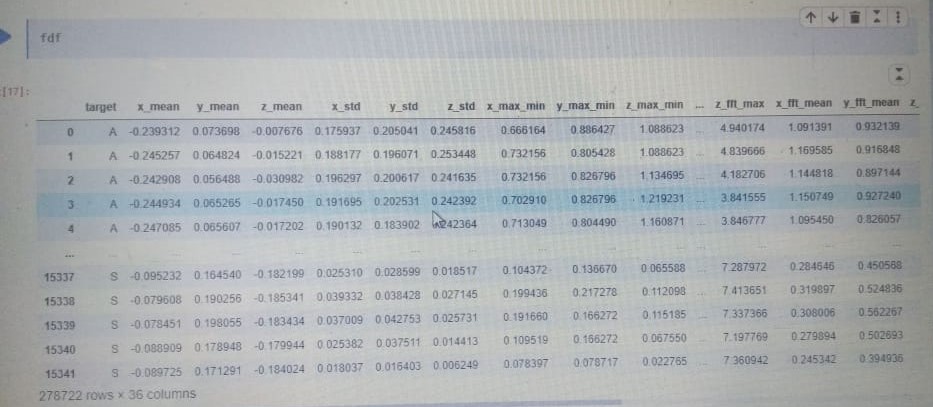 fdf
[17]:
target x_mean y_mean z_mean x_std y_std z_std x_max_min y_max_min z_max_min ... z_fft_max x_fft_mean y_fft_mean z_
0 A -0.239312 0.073698 -0.007676 0.175937 0.205041 0.245816 0.666164 0.886427 1.088623 ... 4.940174 1.091391 0.932139
1 A -0.245257 0.064824 -0.015221 0.188177 0.196071 0.253448 0.732156 0.805428 1.088623 ... 4.839666 1.169585 0.916848
2 A -0.242908 0.056488 -0.030982 0.196297 0.200617 0.241635 0.732156 0.826796 1.134695 ... 4.182706 1.144818 0.897144
3 A -0.244934 0.065265 -0.017450 0.191695 0.202531 0.242392 0.702910 0.826796 1.219231 ... 3.841555 1.150749 0.927240
4 A -0.247085 0.065607 -0.017202 0.190132 0.183902 0.242364 0.713049 0.804490 1.160871 ... 3.846777 1.095450 0.826057
... ... ... ... ... ... ... ... ... ... ... ... ... ...
15337 S -0.095232 0.164540 -0.182199 0.025310 0.028599 0.018517 0.104372 0.136670 0.065588 ... 7.287972 0.284646 0.450568
15338 S -0.079608 0.190256 -0.185341 0.039332 0.038428 0.027145 0.199436 0.217278 0.112098 ... 7.413651 0.319897 0.524836
15339 S -0.078451 0.198055 -0.183434 0.037009 0.042753 0.025731 0.191660 0.166272 0.115185 ... 7.337366 0.308006 0.562267
15340 S -0.088909 0.178948 -0.179944 0.025382 0.037511 0.014413 0.109519 0.166272 0.067550 ... 7.197769 0.279894 0.502693
15341 S -0.089725 0.171291 -0.184024 0.018037 0.016403 0.006249 0.078397 0.078717 0.022765 ... 7.360942 0.245342 0.394936
278722 rows × 36 columns